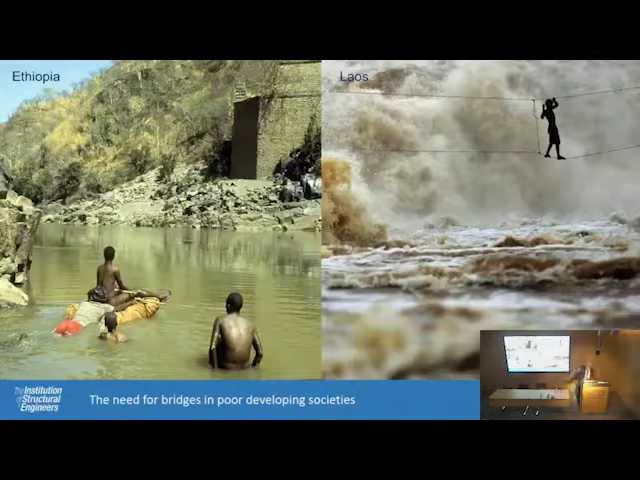 Ethiopia
Laos
The Institution
of Structural
Engineers
The need for bridges in poor developing societies